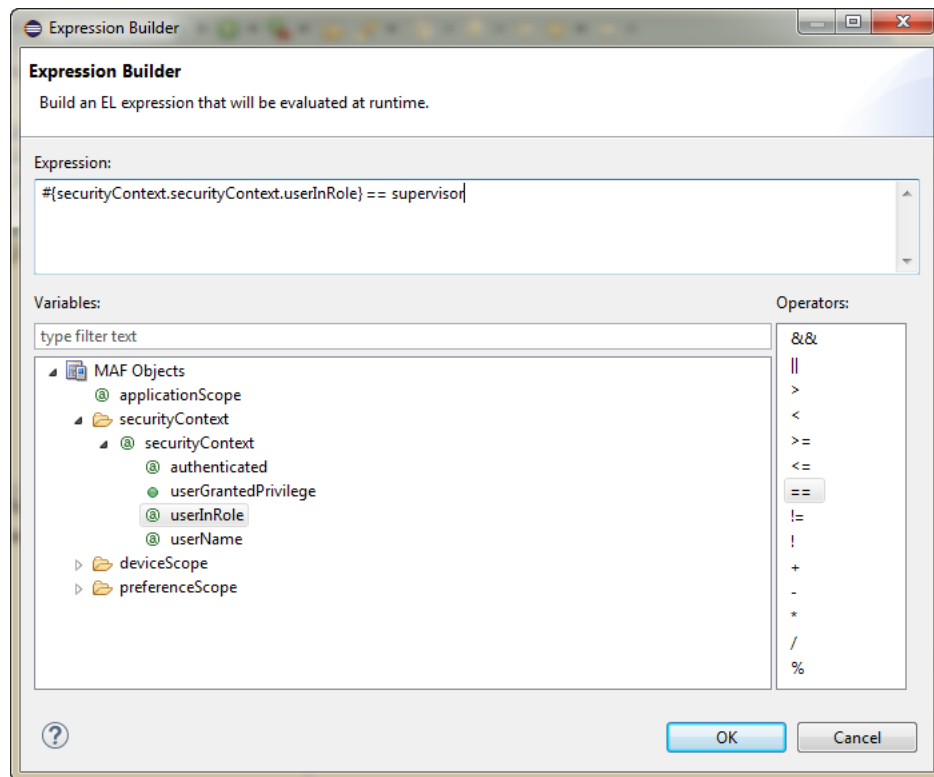 Expression Builder
Expression Builder
Build an EL expression that will be evaluated at runtime.
Expression:
#{securityContext.securityContext.userInRole} == supervisor
Variables:
type filter text
MAF Objects
applicationScope
securityContext
securityContext
authenticated
userGrantedPrivilege
userInRole
userName
deviceScope
preferenceScope
Operators:
&&
||
>
<
>=
<=
==
!=
!
+
-
*
/
%
?
OK
Cancel